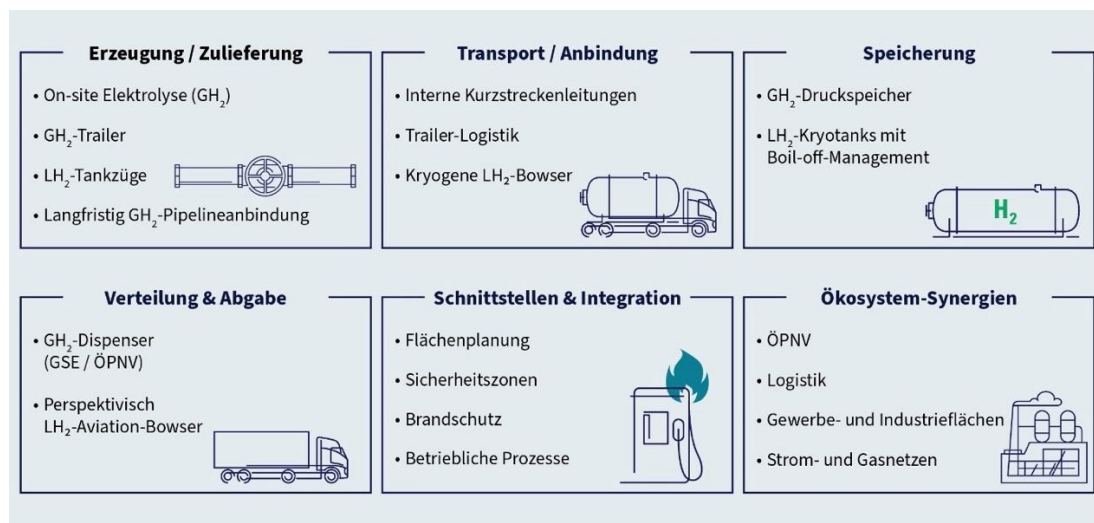 Erzeugung / Zulieferung
• On-site Elektrolyse (GH₂)
• GH₂-Trailer
• LH₂-Tankzüge
• Langfristig GH₂-Pipelineanbindung
Transport / Anbindung
• Interne Kurzstreckenleitungen
• Trailer-Logistik
• Kryogene LH₂-Bowser
Speicherung
• GH₂-Druckspeicher
• LH₂-Kryotanks mit
Boil-off-Management
H₂
Verteilung & Abgabe
• GH₂-Dispenser
(GSE / ÖPNV)
• Perspektivisch
LH₂-Aviation-Bowser
Schnittstellen & Integration
• Flächenplanung
• Sicherheitszonen
• Brandschutz
• Betriebliche Prozesse
Ökosystem-Synergien
• ÖPNV
• Logistik
• Gewerbe- und Industrieflächen
• Strom- und Gasnetzen